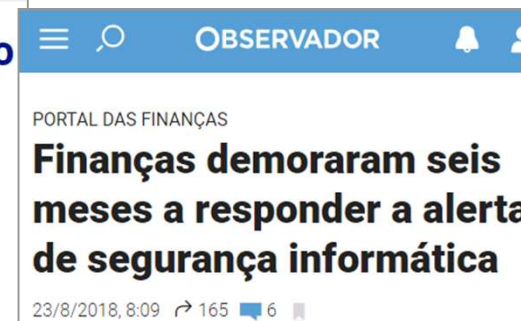 OBSERVADOR
PORTAL DAS FINANÇAS
Finanças demoraram seis
meses a responder a alerta
de segurança informática
23/8/2018, 8:09 165 6